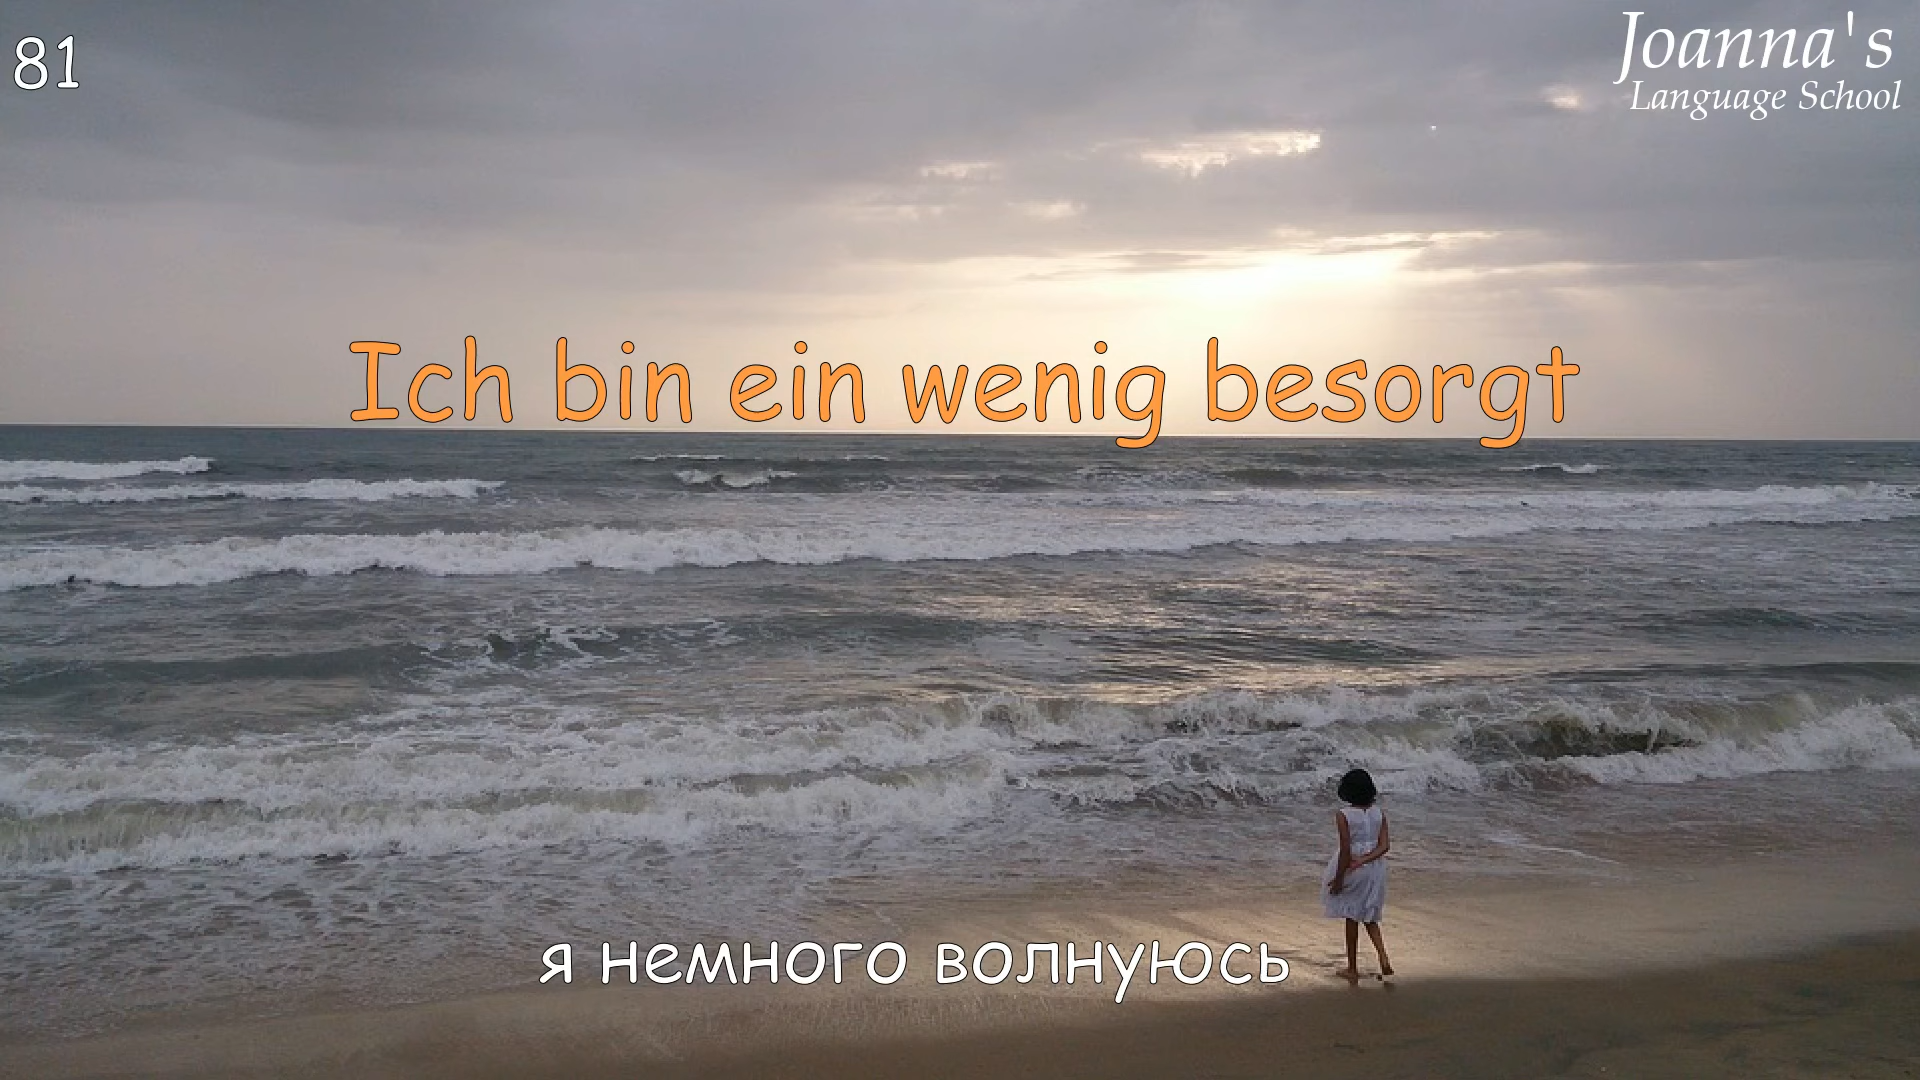 81
Joanna's
Language School
Ich bin ein wenig besorgt
я немного волнуюсь